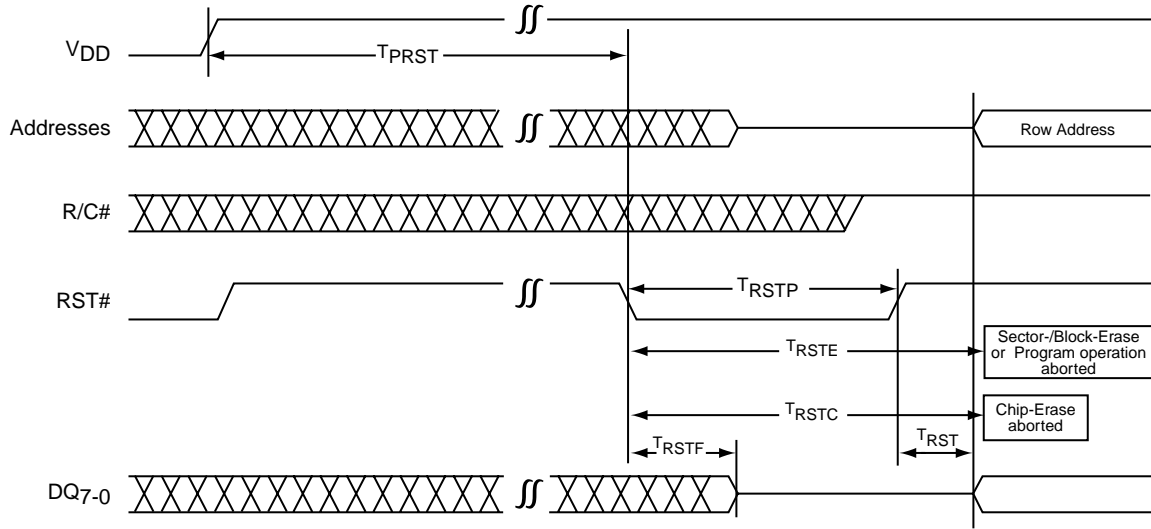 VDD
TPRST
Addresses
Row Address
R/C#
RST#
TRSTP
TRSTE
Sector-/Block-Erase
or Program operation
aborted
TRSTC
Chip-Erase
aborted
TRSTF
TRST
DQ7-0